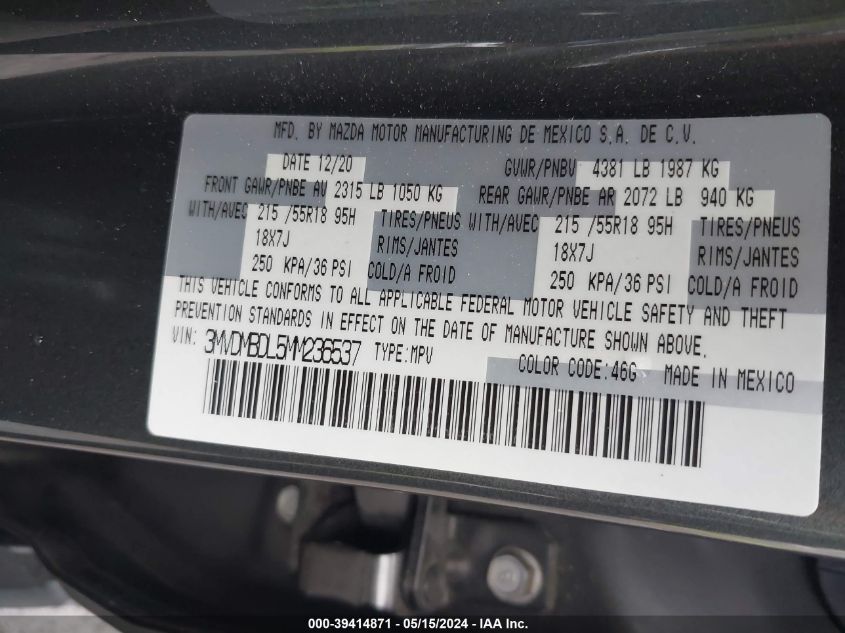 MFD. BY MAZDA MOTOR MANUFACTURING DE MEXICO S.A. DE C.V.
DATE 12/20 GVWR/PNBV 4381 LB 1987 KG
FRONT GAWR/PNBE AV 2315 LB 1050 KG REAR GAWR/PNBE AR 2072 LB 940 KG
WITH/AVEC 215 /55R18 95H TIRES/PNEUS WITH/AVEC 215 /55R18 95H TIRES/PNEUS
18X7J RIMS/JANTES 18X7J RIMS/JANTES
250 KPA/36 PSI COLD/A FROID 250 KPA/36 PSI COLD/A FROID
THIS VEHICLE CONFORMS TO ALL APPLICABLE FEDERAL MOTOR VEHICLE SAFETY AND THEFT
PREVENTION STANDARDS IN EFFECT ON THE DATE OF MANUFACTURE SHOWN ABOVE.
VIN: 3MVDMBDL5MM236537 TYPE:MPV COLOR CODE:46G MADE IN MEXICO
000-39414871 - 05/15/2024 - IAA Inc.